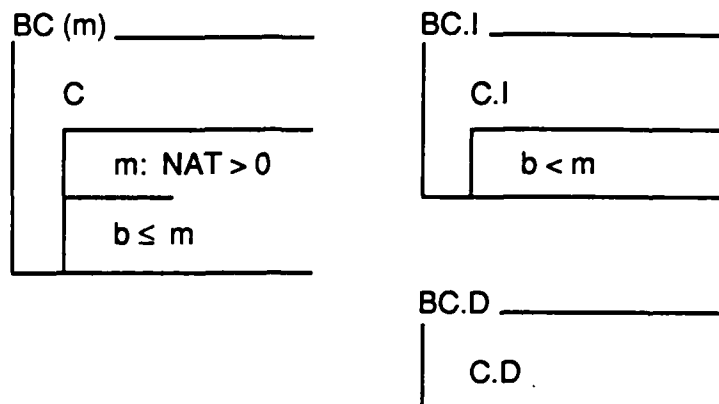 BC (m)
C
m: NAT > 0
b ≤ m
BC.I
C.I
b < m
BC.D
C.D